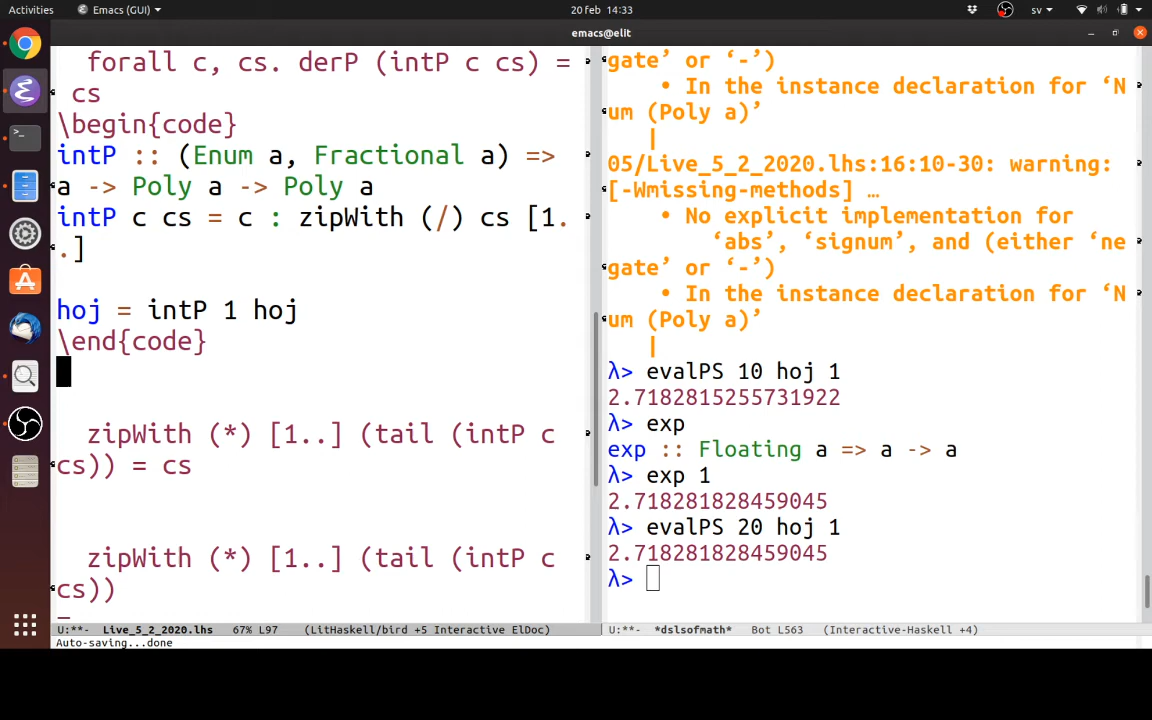 Activities
Emacs (GUI)
20 feb 14:33
sv
emacs@elit
forall c, cs. derP (intP c cs) =
cs
\begin{code}
intP :: (Enum a, Fractional a) =>
a -> Poly a -> Poly a
intP c cs = c : zipWith (/) cs [1.
.]
hoj = intP 1 hoj
\end{code}
zipWith (*) [1..] (tail (intP c
cs)) = cs
zipWith (*) [1..] (tail (intP c
cs))
=
U:**- Live_5_2_2020.lhs 67% L97 (LitHaskell/bird +5 Interactive ElDoc)
Auto-saving...done
gate’ or ‘-’)
• In the instance declaration for ‘N
um (Poly a)’
|
05/Live_5_2_2020.lhs:16:10-30: warning:
[-Wmissing-methods] …
• No explicit implementation for
‘abs’, ‘signum’, and (either ‘ne
gate’ or ‘-’)
• In the instance declaration for ‘N
um (Poly a)’
|
λ> evalPS 10 hoj 1
2.7182815255731922
λ> exp
exp :: Floating a => a -> a
λ> exp 1
2.718281828459045
λ> evalPS 20 hoj 1
2.718281828459045
λ>
U:**- *dslsofmath* Bot L563 (Interactive-Haskell +4)